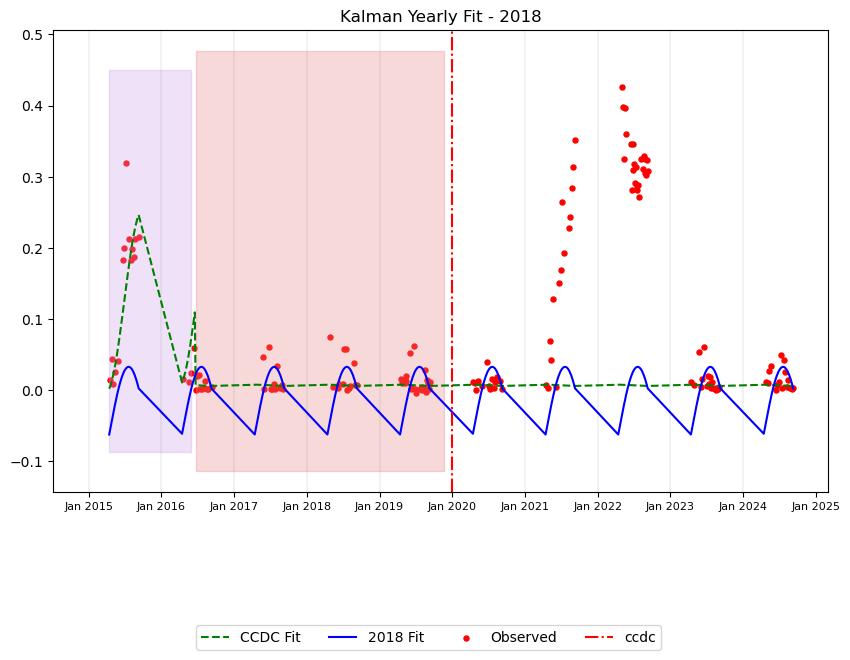 Kalman Yearly Fit - 2018
0.5
0.4
0.3
0.2
0.1
0.0
−0.1
Jan 2015 Jan 2016 Jan 2017 Jan 2018 Jan 2019 Jan 2020 Jan 2021 Jan 2022 Jan 2023 Jan 2024 Jan 2025
CCDC Fit 2018 Fit Observed ccdc